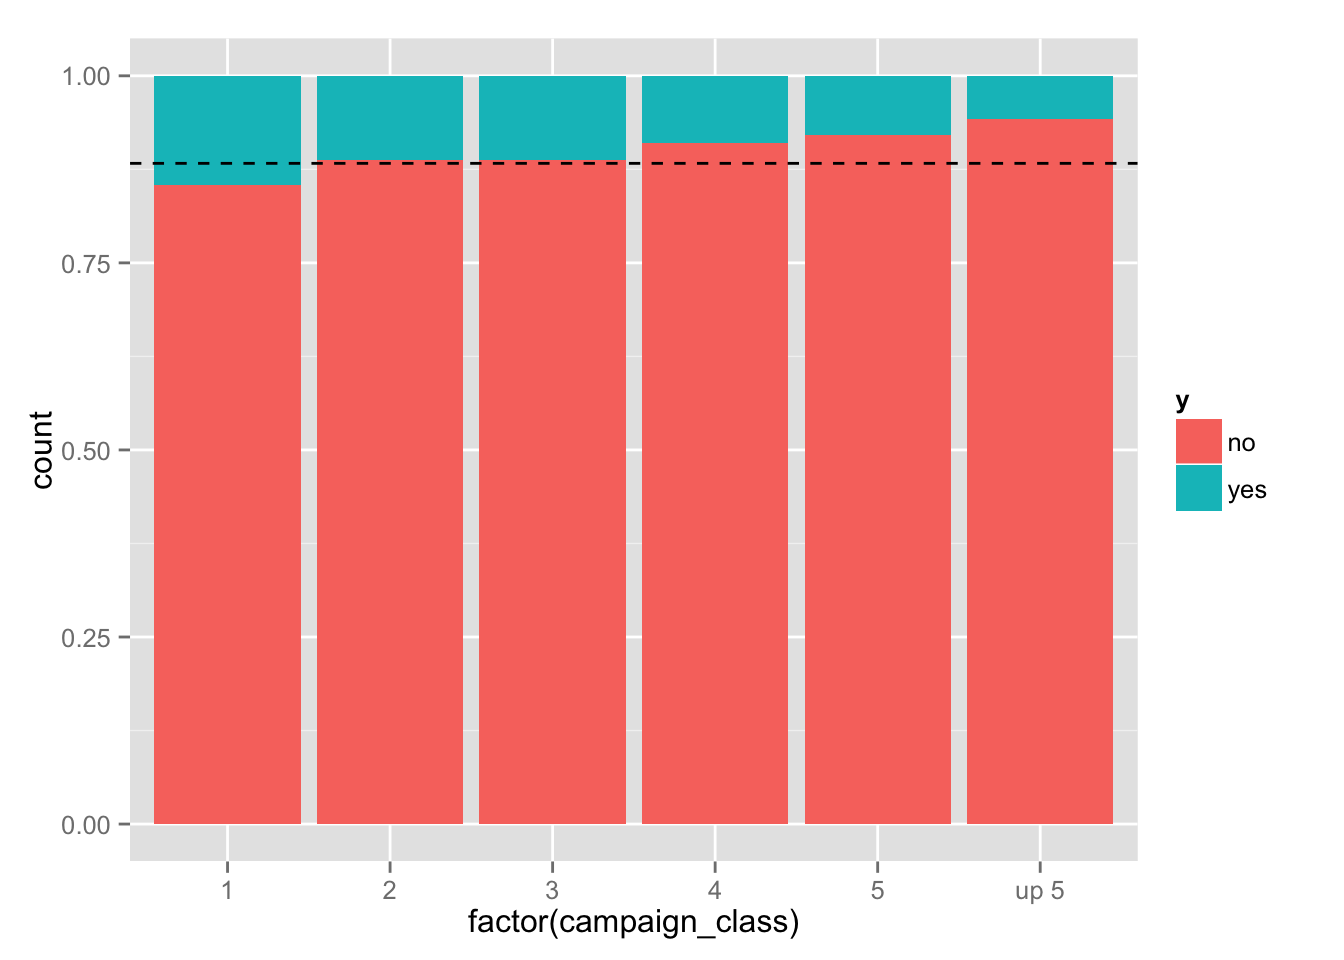 1.00
0.75
0.50
0.25
0.00
count
1 2 3 4 5 up 5
factor(campaign_class)
y
no
yes